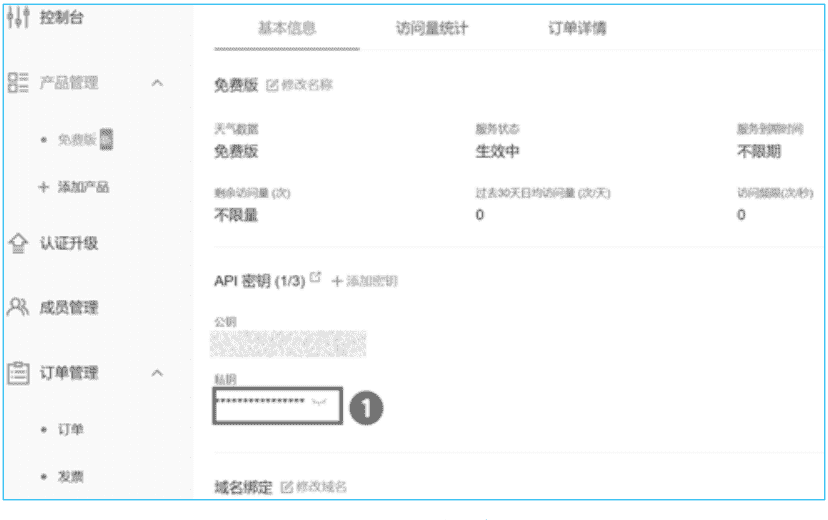 控制台
产品管理
免费版
+ 添加产品
认证升级
成员管理
订单管理
订单
发票
基本信息 访问量统计 订单详情
免费版 修改名称
天气数据 服务状态 服务到期时间
免费版 生效中 不限期
剩余访问量 (次) 过去30天日均访问量 (次/天) 访问频限(次/秒)
不限量 0 0
API 密钥 (1/3) + 添加密钥
公钥
私钥
**************** 1
域名绑定 修改域名